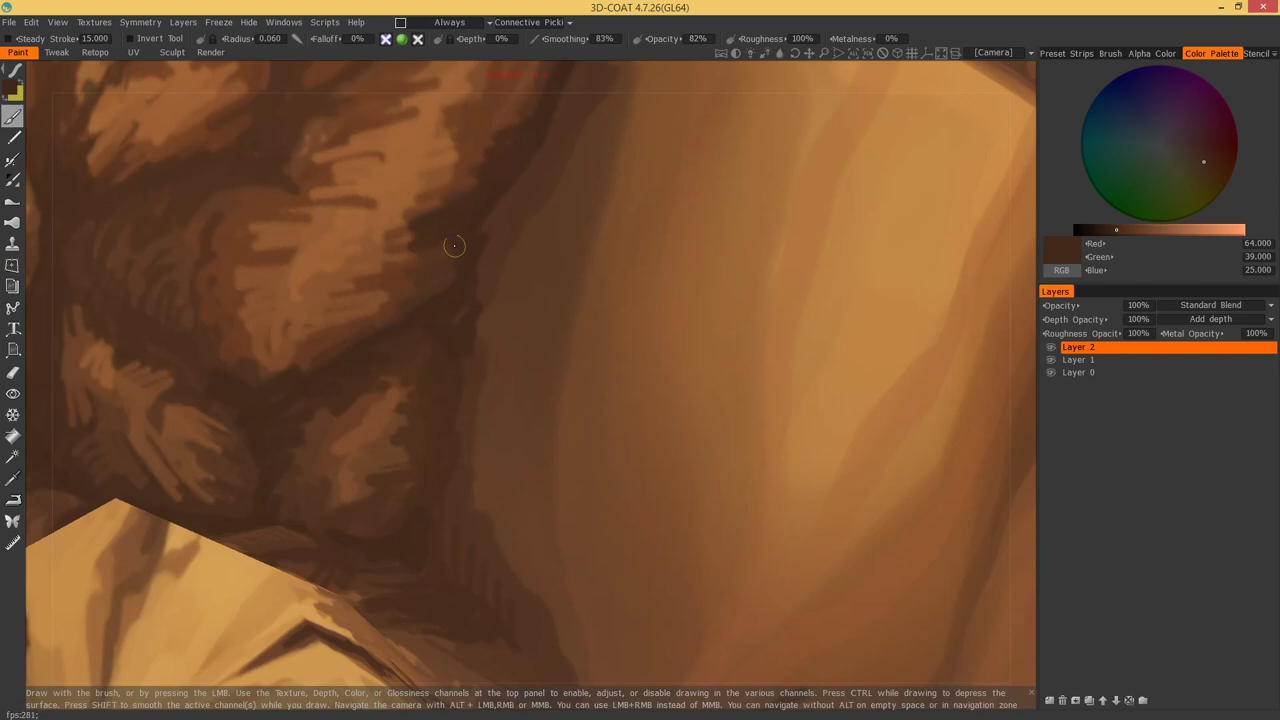 3D-COAT 4.7.26(GL64)
File Edit View Textures Symmetry Layers Freeze Hide Windows Scripts Help Always Connective Picki
Steady Stroke 15.000 Invert Tool Radius 0.060 Falloff 0% Depth 0% Smoothing 83% Opacity 82% Roughness 100% Metalness 0%
Paint Tweak Retopo UV Sculpt Render [Camera] Preset Strips Brush Alpha Color Color Palette Stencil
Red 64.000
Green 39.000
RGB Blue 25.000
Layers
Opacity 100% Standard Blend
Depth Opacity 100% Add depth
Roughness Opacit 100% Metal Opacity 100%
Layer 2
Layer 1
Layer 0
Draw with the brush, or by pressing the LMB. Use the Texture, Depth, Color, or Glossiness channels at the top panel to enable, adjust, or disable drawing in the various channels. Press CTRL while drawing to depress the
surface. Press SHIFT to smooth the active channel(s) while you draw. Navigate the camera with ALT + LMB,RMB or MMB. You can use LMB+RMB instead of MMB. You can navigate without ALT on empty space or in navigation zone
fps:281;